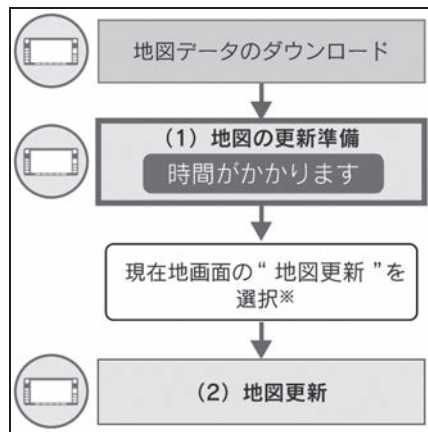 地図データのダウンロード
(1) 地図の更新準備
時間がかかります
現在地画面の“ 地図更新 ”を
選択※
(2) 地図更新